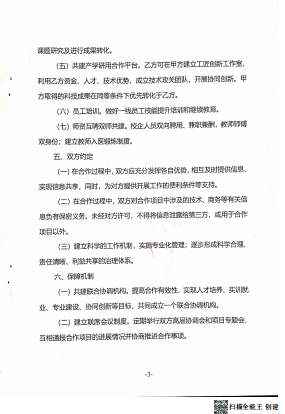 课题研究及进行成果转化。
（五）共建产学研用合作平台。乙方可在甲方建立工匠创新工作室，
利用乙方资金、人才、技术优势，成立技术攻关团队，开展协同创新。甲
方取得的科技成果在同等条件下优先转化于乙方。
（六）员工培训。做好一线员工技能提升培训和继续教育。
（七）师资互聘双师共建。校企人员双向聘用、兼职兼酬，教师师傅
双身份；建立教师入医锻炼制度。
五、双方约定
（一）在合作过程中，双方应充分发挥各自优势，相互及时提供信息、
实现信息共享，同时，为对方提供开展工作的便利条件等支持。
（二）在合作过程中，双方对合作项目中涉及的技术、商务等有关信
息负有保密义务。未经对方许可，不得将信息泄露给第三方，或用于合作
项目以外。
（三）建立科学的工作机制，实施专业化管理；逐步形成科学合理、
责任清晰、利益共享的治理体系。
六、保障机制
（一）共建联合协调机构。提高合作有效性，实现人才培养、实训就
业、专业建设、协同创新等目标，共同成立一个联合协调机构。
（二）建立联席会议制度。定期举行双方高层协调会和项目专题会，
互相通报合作项目的进展情况并协商推进合作事项。
-3-
扫描全能王 创建